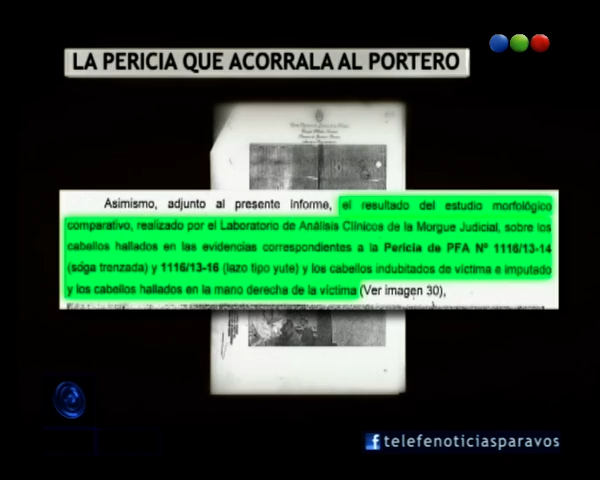 LA PERICIA QUE ACORRALA AL PORTERO
Asimismo, adjunto al presente informe, el resultado del estudio morfológico
comparativo, realizado por el Laboratorio de Análisis Clínicos de la Morgue Judicial, sobre los
cabellos hallados en las evidencias correspondientes a la Pericia de PFA Nº 1116/13-14
(soga trenzada) y 1116/13-16 (lazo tipo yute) y los cabellos indubitados de víctima e imputado
y los cabellos hallados en la mano derecha de la víctima (Ver imagen 30),
telefenoticiasparavos